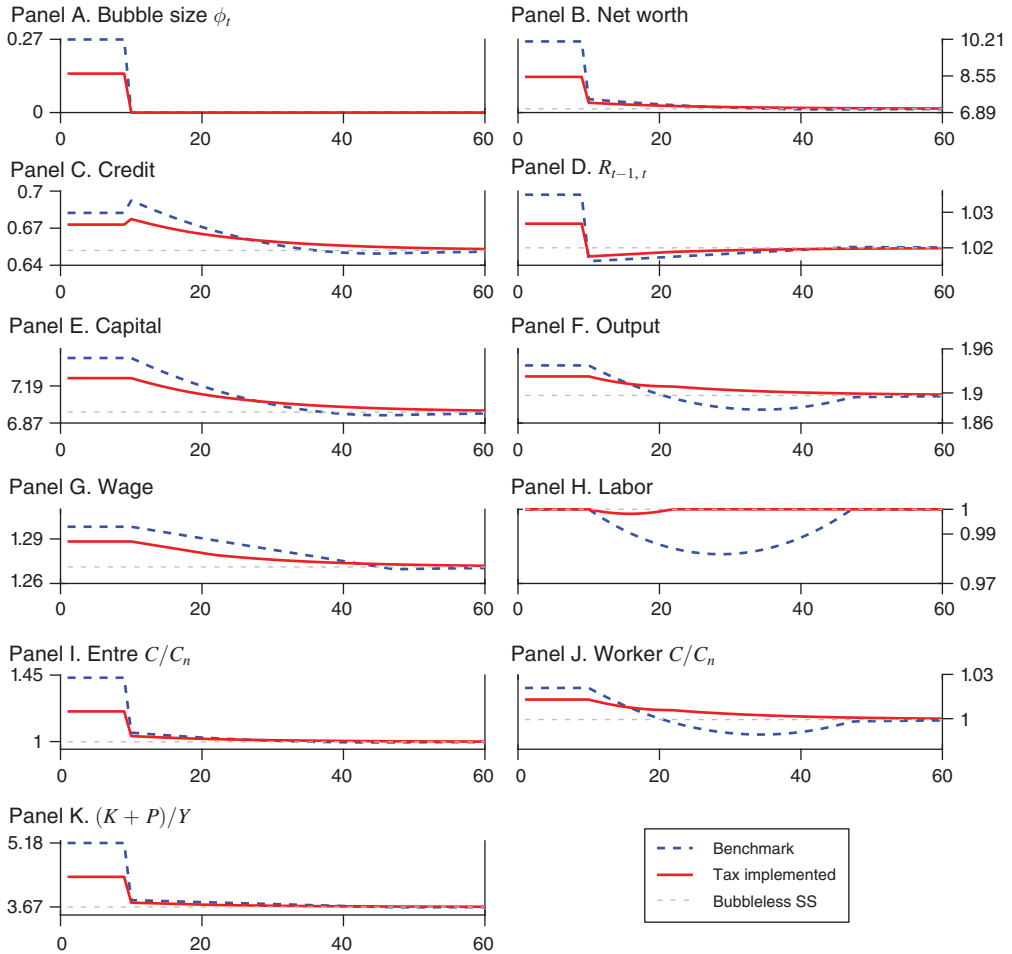 Panel A. Bubble size ϕ_t
0.27
0
0 20 40 60
Panel B. Net worth
10.21
8.55
6.89
0 20 40 60
Panel C. Credit
0.7
0.67
0.64
0 20 40 60
Panel D. R_{t−1, t}
1.03
1.02
0 20 40 60
Panel E. Capital
7.19
6.87
0 20 40 60
Panel F. Output
1.96
1.9
1.86
0 20 40 60
Panel G. Wage
1.29
1.26
0 20 40 60
Panel H. Labor
1
0.99
0.97
0 20 40 60
Panel I. Entre C/C_n
1.45
1
0 20 40 60
Panel J. Worker C/C_n
1.03
1
0 20 40 60
Panel K. (K + P)/Y
5.18
3.67
0 20 40 60
Benchmark
Tax implemented
Bubbleless SS